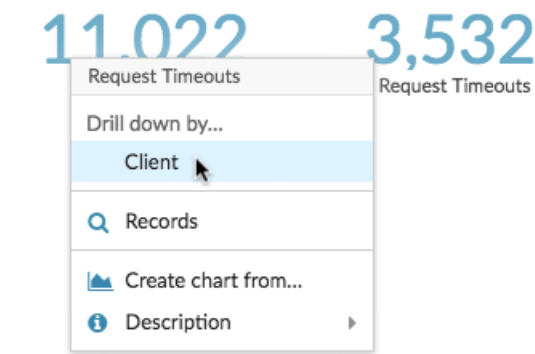 11,022
3,532
Request Timeouts
Request Timeouts
Drill down by...
Client
Records
Create chart from...
Description